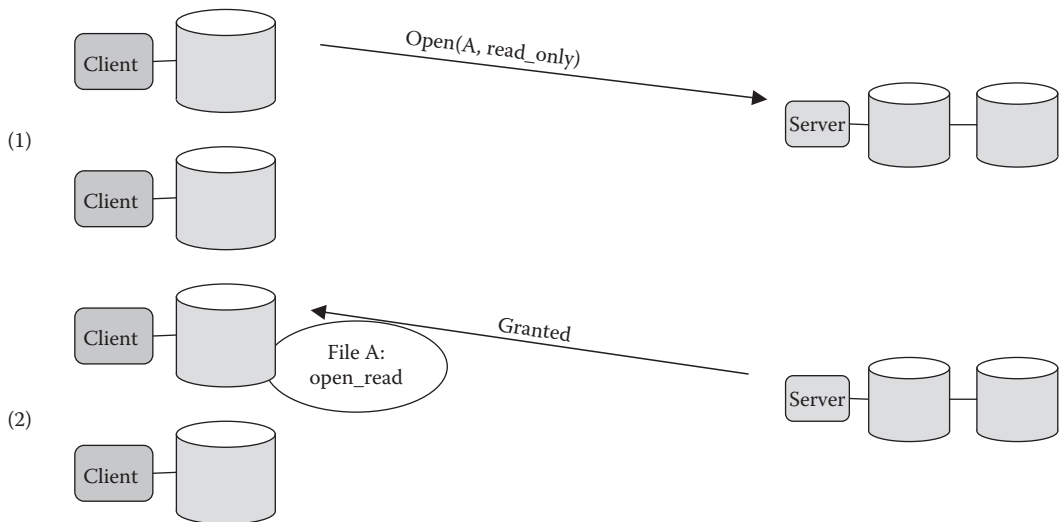 Client
Open(A, read_only)
Server
(1)
Client
Client
Granted
File A:
open_read
Server
(2)
Client